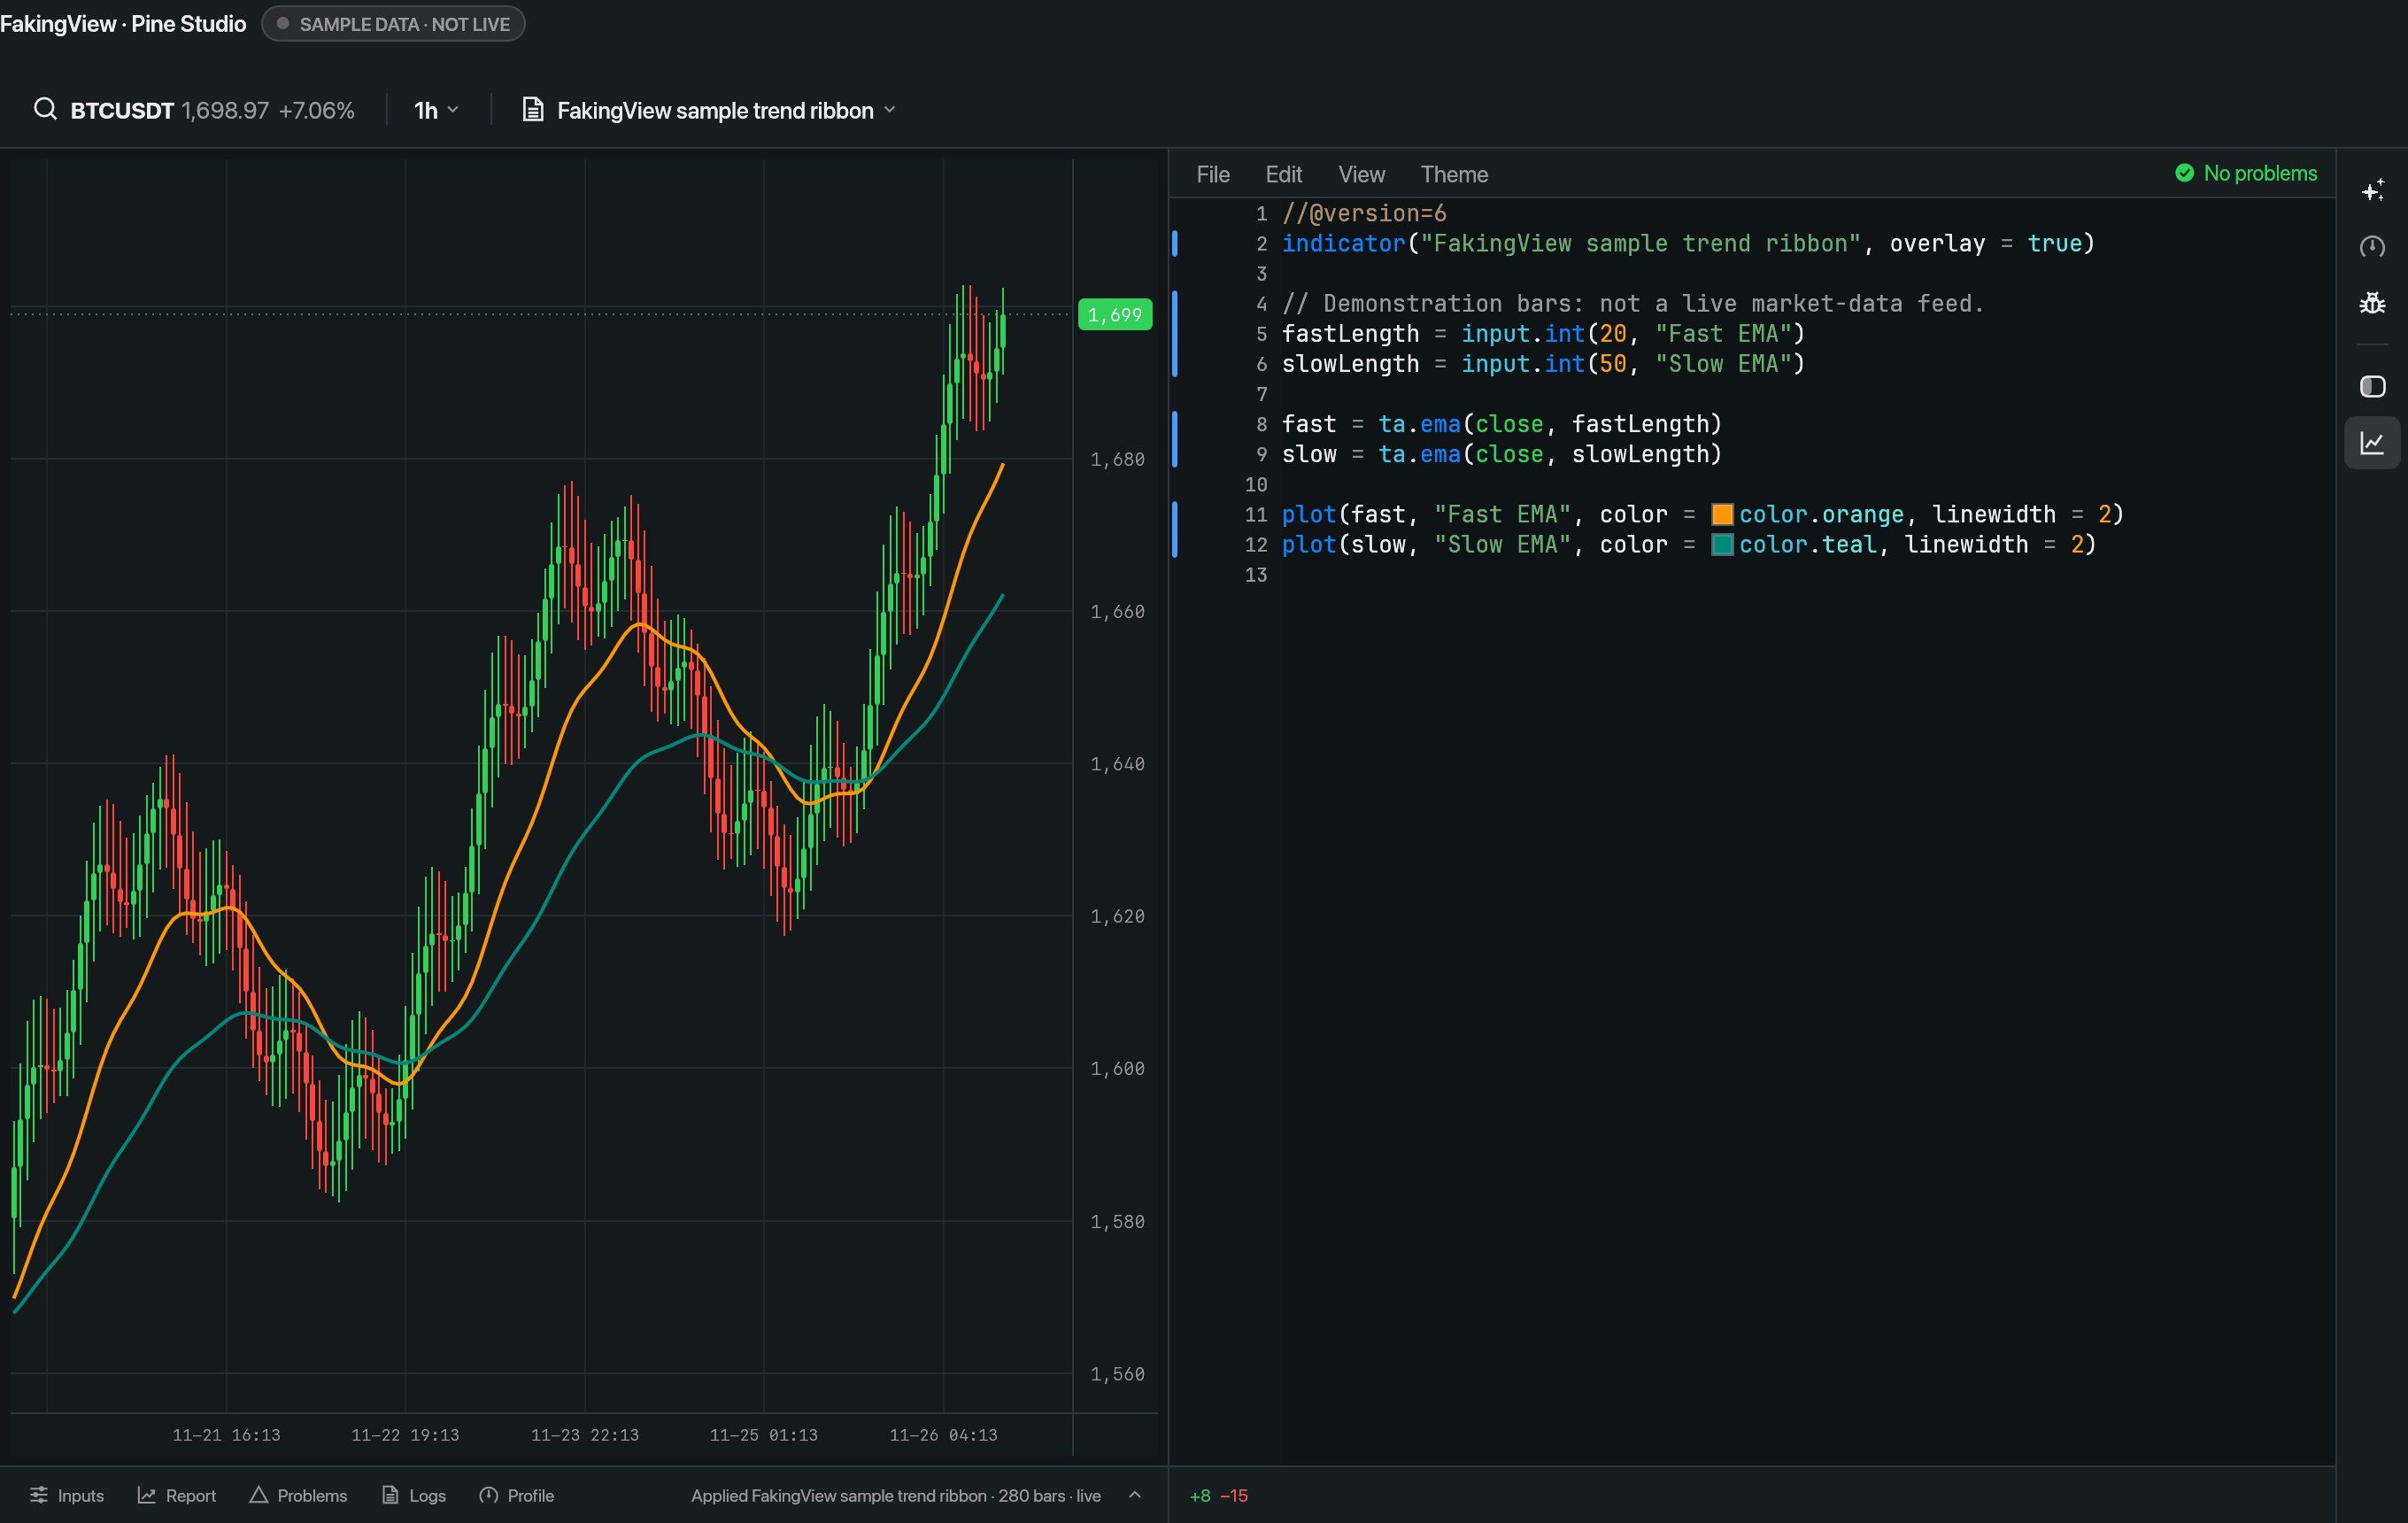 FakingView · Pine Studio SAMPLE DATA · NOT LIVE
BTCUSDT 1,698.97 +7.06% 1h FakingView sample trend ribbon
1,699
1,680
1,660
1,640
1,620
1,600
1,580
1,560
11-21 16:13 11-22 19:13 11-23 22:13 11-25 01:13 11-26 04:13
File Edit View Theme No problems
1 //@version=6
2 indicator("FakingView sample trend ribbon", overlay = true)
3
4 // Demonstration bars: not a live market-data feed.
5 fastLength = input.int(20, "Fast EMA")
6 slowLength = input.int(50, "Slow EMA")
7
8 fast = ta.ema(close, fastLength)
9 slow = ta.ema(close, slowLength)
10
11 plot(fast, "Fast EMA", color = color.orange, linewidth = 2)
12 plot(slow, "Slow EMA", color = color.teal, linewidth = 2)
13
Inputs Report Problems Logs Profile Applied FakingView sample trend ribbon · 280 bars · live +8 −15